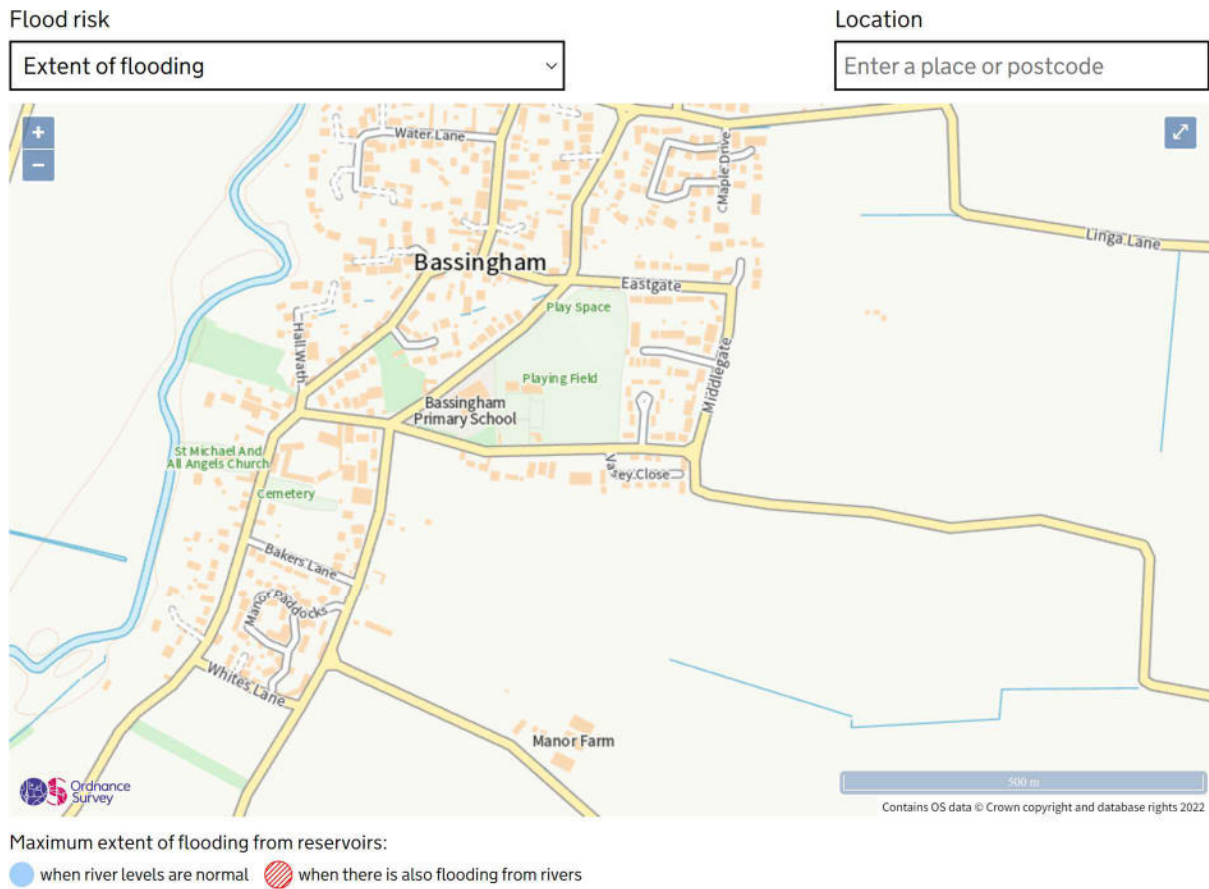 Flood risk
Location
Extent of flooding
Enter a place or postcode
+
−
Water Lane
Maple Drive
Linga Lane
Bassingham
Eastgate
Play Space
Hall Wath
Middlegate
Playing Field
Bassingham
Primary School
St Michael And
All Angels Church
Vasey Close
Cemetery
Bakers Lane
Manor Paddocks
Whites Lane
Manor Farm
Ordnance
Survey
500 m
Contains OS data © Crown copyright and database rights 2022
Maximum extent of flooding from reservoirs:
when river levels are normal
when there is also flooding from rivers